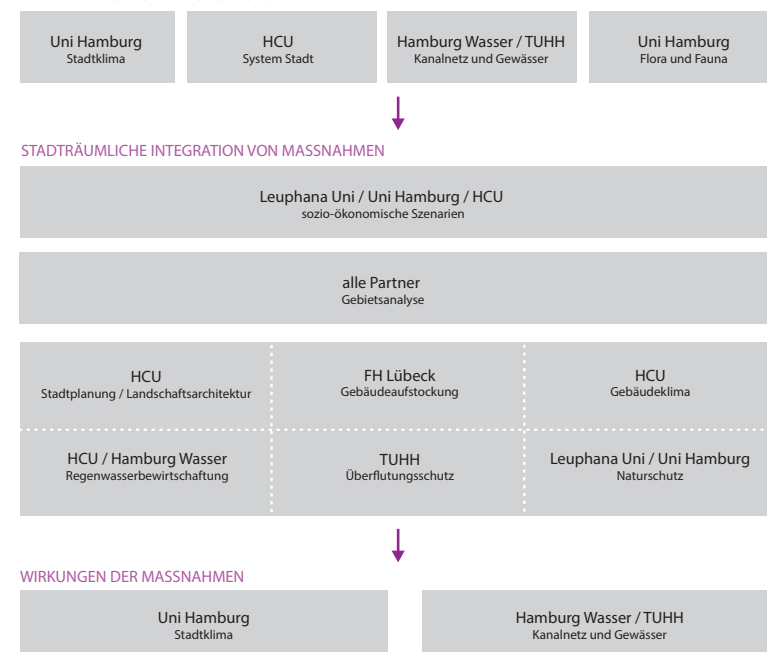 Uni Hamburg
Stadtklima
HCU
System Stadt
Hamburg Wasser / TUHH
Kanalnetz und Gewässer
Uni Hamburg
Flora und Fauna
STADTRÄUMLICHE INTEGRATION VON MASSNAHMEN
Leuphana Uni / Uni Hamburg / HCU
sozio-ökonomische Szenarien
alle Partner
Gebietsanalyse
HCU
Stadtplanung / Landschaftsarchitektur
FH Lübeck
Gebäudeaufstockung
HCU
Gebäudeklima
HCU / Hamburg Wasser
Regenwasserbewirtschaftung
TUHH
Überflutungsschutz
Leuphana Uni / Uni Hamburg
Naturschutz
WIRKUNGEN DER MASSNAHMEN
Uni Hamburg
Stadtklima
Hamburg Wasser / TUHH
Kanalnetz und Gewässer